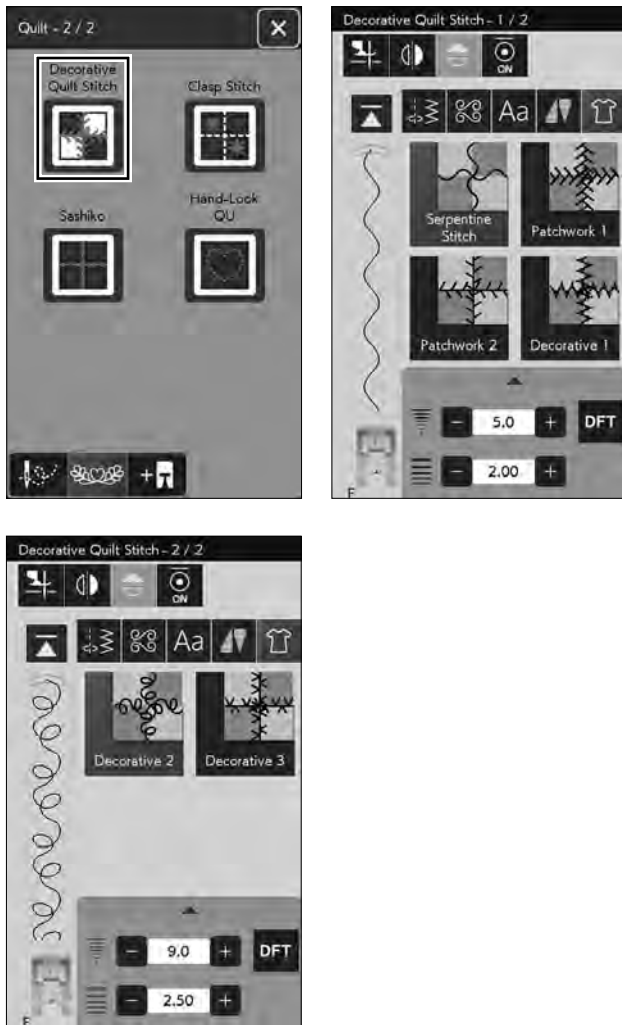 Quilt - 2 / 2
Decorative
Quilt Stitch
Clasp Stitch
Sashiko
Hand-Look
QU
Decorative Quilt Stitch - 1 / 2
ON
Aa
Serpentine
Stitch
Patchwork 1
Patchwork 2
Decorative 1
5.0
DFT
2.00
F
Decorative Quilt Stitch - 2 / 2
ON
Aa
Decorative 2
Decorative 3
9.0
DFT
2.50
F